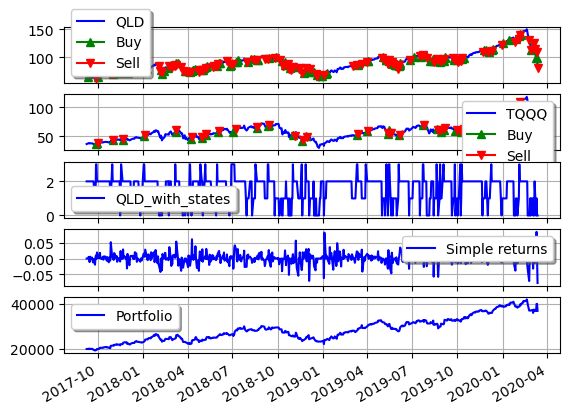 150
100
QLD
Buy
Sell
100
50
TQQQ
Buy
Sell
2
0
QLD_with_states
0.05
0.00
−0.05
Simple returns
40000
20000
Portfolio
2017-10
2018-01
2018-04
2018-07
2018-10
2019-01
2019-04
2019-07
2019-10
2020-01
2020-04